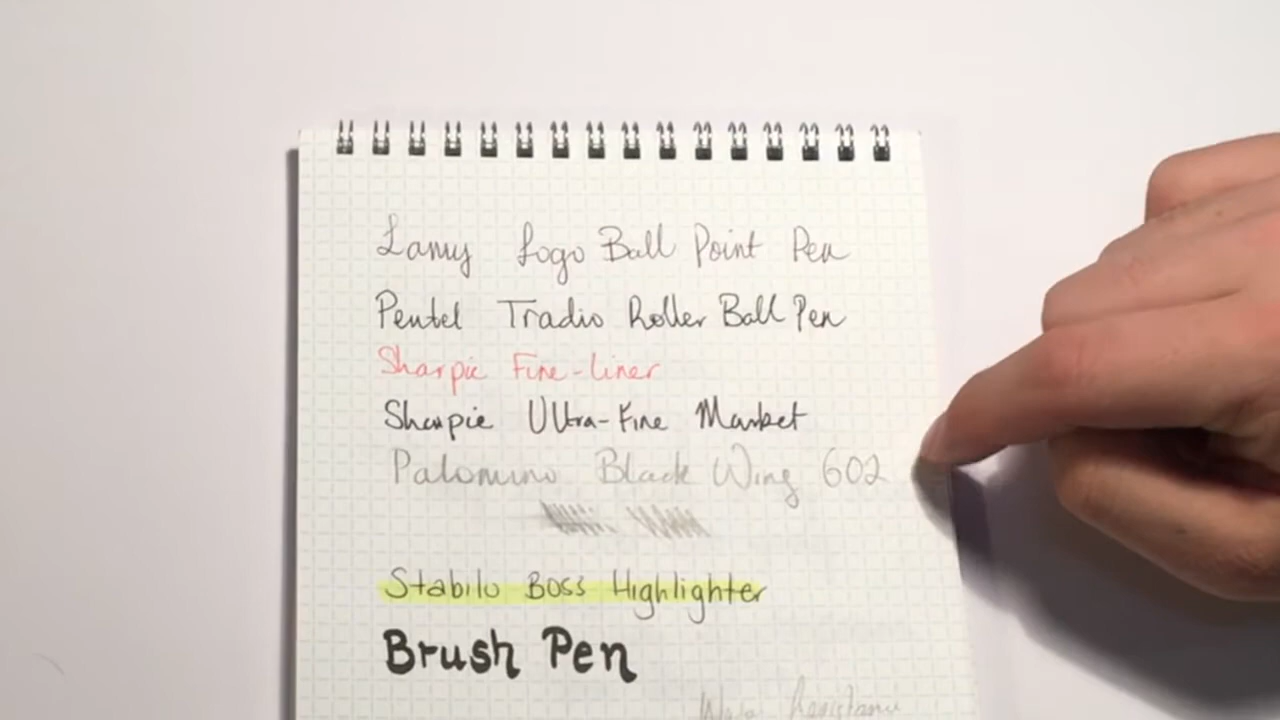 Lamy Logo Ball Point Pen
Pentel Tradio Roller Ball Pen
Sharpie Fine-Liner
Sharpie Ultra-Fine Market
Palomino Black Wing 602
Stabilo Boss Highlighter
Brush Pen